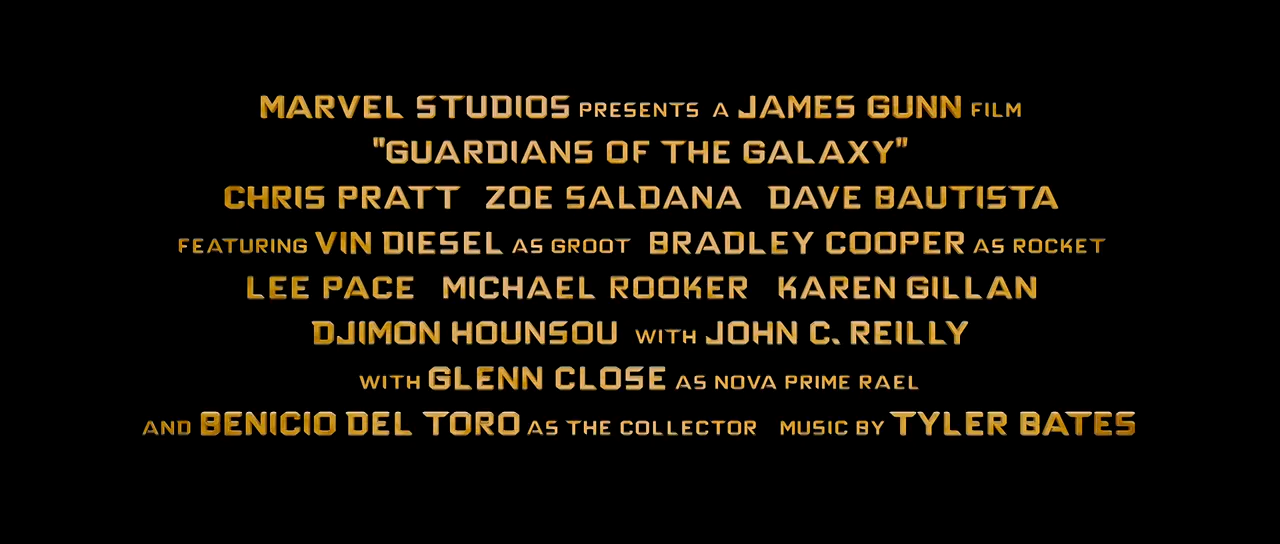 MARVEL STUDIOS PRESENTS A JAMES GUNN FILM
"GUARDIANS OF THE GALAXY"
CHRIS PRATT ZOE SALDANA DAVE BAUTISTA
FEATURING VIN DIESEL AS GROOT BRADLEY COOPER AS ROCKET
LEE PACE MICHAEL ROOKER KAREN GILLAN
DJIMON HOUNSOU WITH JOHN C. REILLY
WITH GLENN CLOSE AS NOVA PRIME RAEL
AND BENICIO DEL TORO AS THE COLLECTOR MUSIC BY TYLER BATES